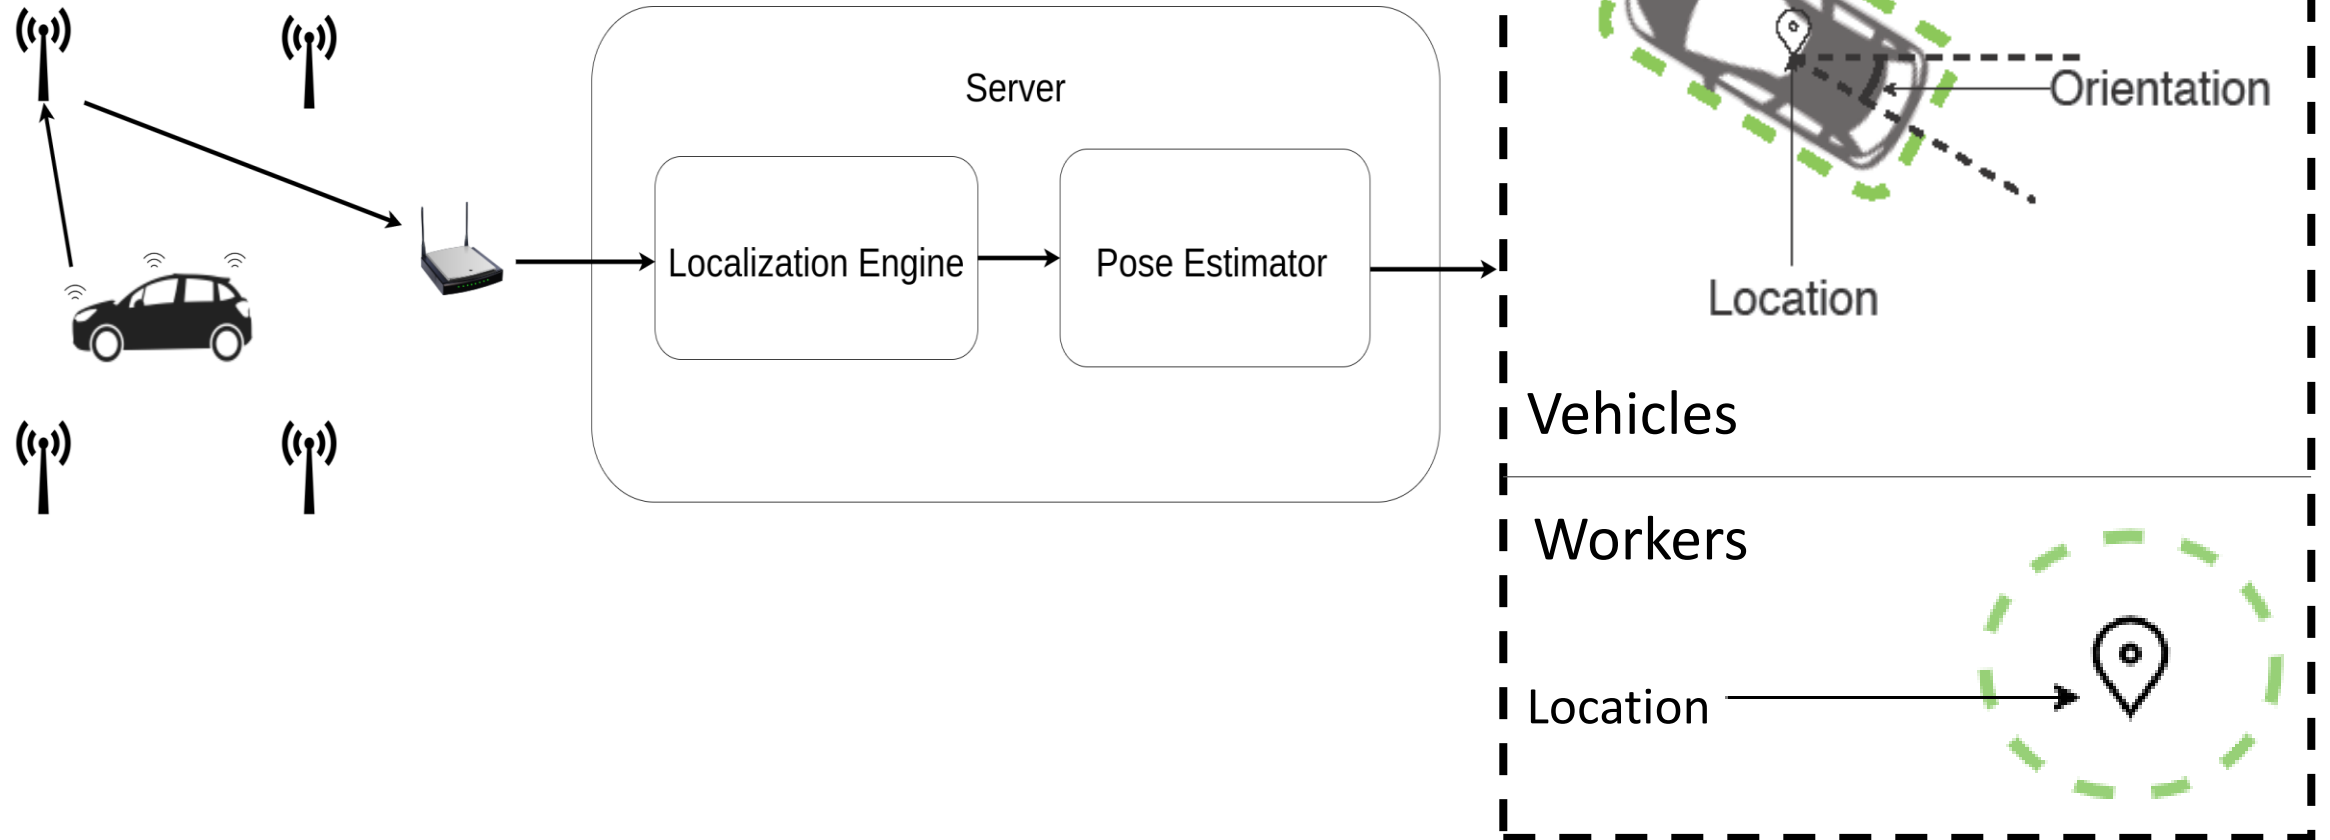 Server
Localization Engine
Pose Estimator
Orientation
Location
Vehicles
Workers
Location